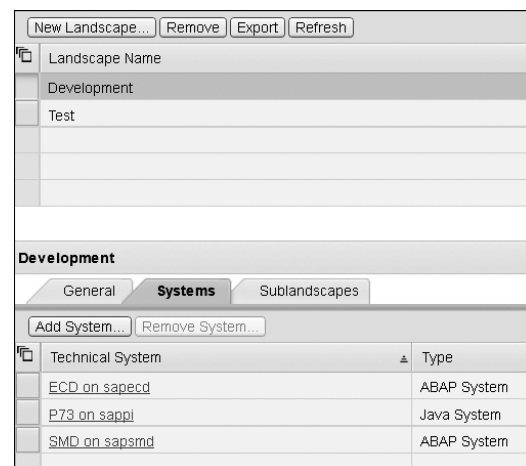 New Landscape... Remove Export Refresh
Landscape Name
Development
Test
Development
General Systems Sublandscapes
Add System... Remove System...
Technical System Type
ECD on sapecd ABAP System
P73 on sappi Java System
SMD on sapsmd ABAP System